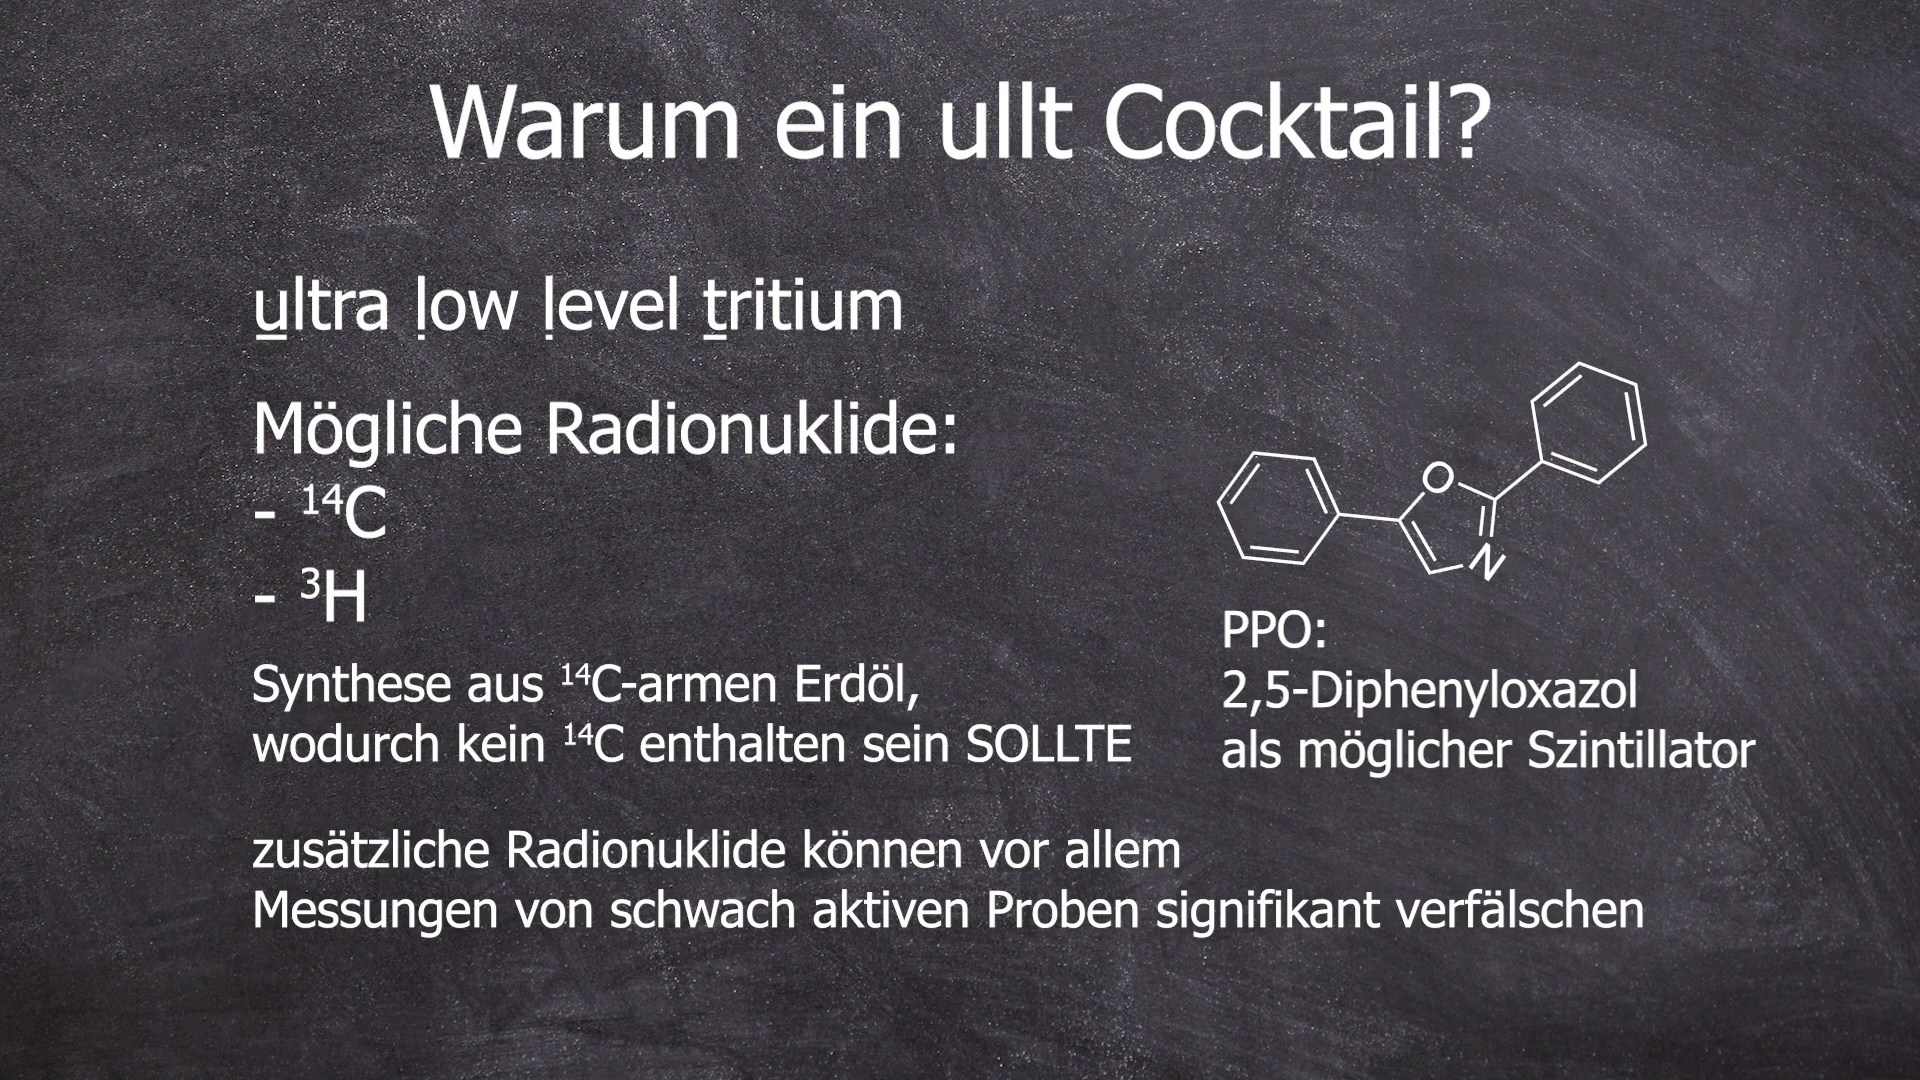 Warum ein ullt Cocktail?
ultra low level tritium
Mögliche Radionuklide:
- ¹⁴C
- ³H
Synthese aus ¹⁴C-armen Erdöl,
wodurch kein ¹⁴C enthalten sein SOLLTE
O
N
PPO:
2,5-Diphenyloxazol
als möglicher Szintillator
zusätzliche Radionuklide können vor allem
Messungen von schwach aktiven Proben signifikant verfälschen